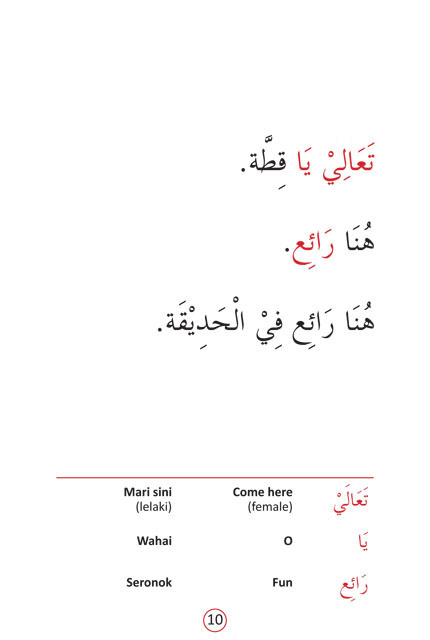 تَعَالِيْ يَا قِطَّة.
هُنَا رَائِع.
هُنَا رَائِع فِيْ الْحَدِيْقَة.
Mari sini Come here تَعَالَيْ
(lelaki) (female)
Wahai O يَا
Seronok Fun رَائِع
10